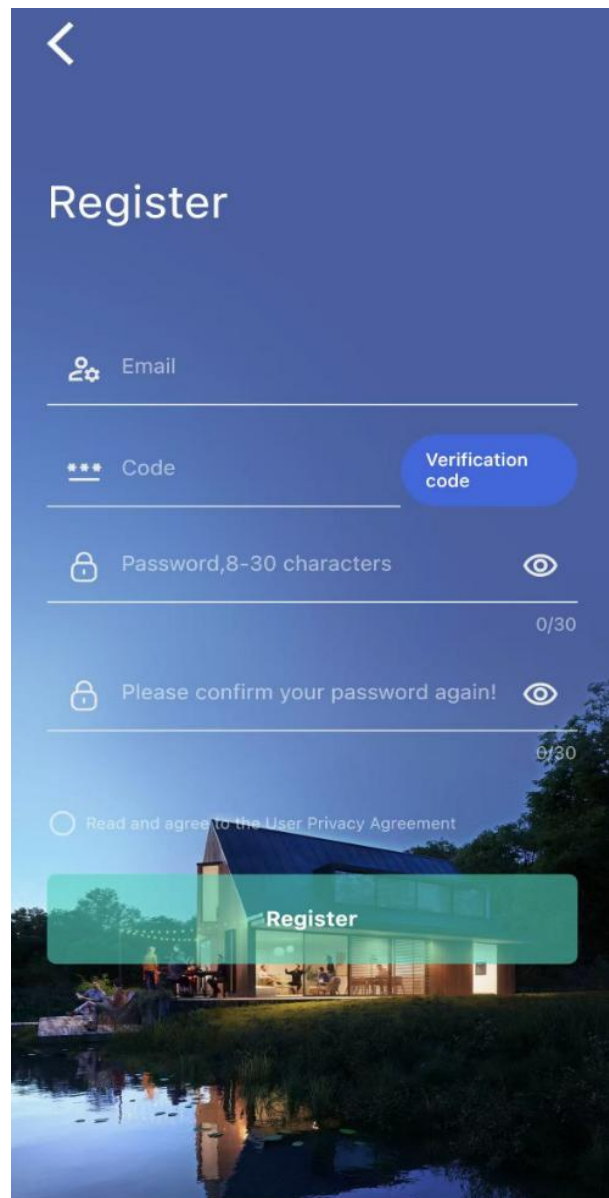 Register
Email
*** Code
Verification
code
Password,8-30 characters
0/30
Please confirm your password again!
0/30
Read and agree to the User Privacy Agreement
Register